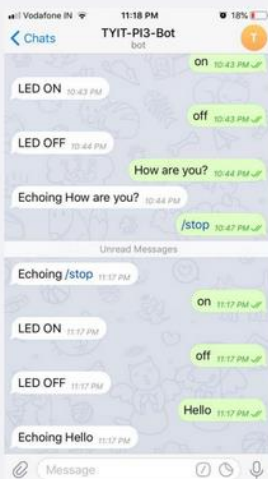 Vodafone IN 11:18 PM 18%
Chats TYIT-PI3-Bot T
bot
on 10:43 PM
LED ON 10:43 PM
off 10:43 PM
LED OFF 10:44 PM
How are you? 10:44 PM
Echoing How are you? 10:44 PM
/stop 10:47 PM
Unread Messages
Echoing /stop 11:17 PM
on 11:17 PM
LED ON 11:17 PM
off 11:17 PM
LED OFF 11:17 PM
Hello 11:17 PM
Echoing Hello 11:17 PM
Message